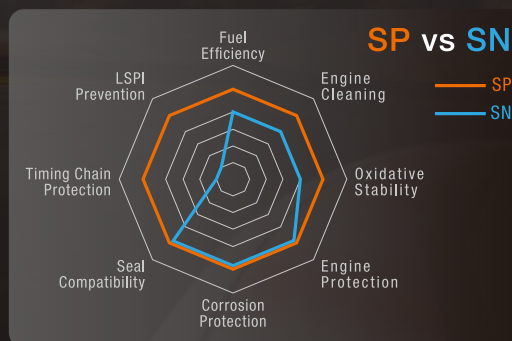 SP vs SN
SP
SN
Fuel
Efficiency
Engine
Cleaning
Oxidative
Stability
Engine
Protection
Corrosion
Protection
Seal
Compatibility
Timing Chain
Protection
LSPI
Prevention